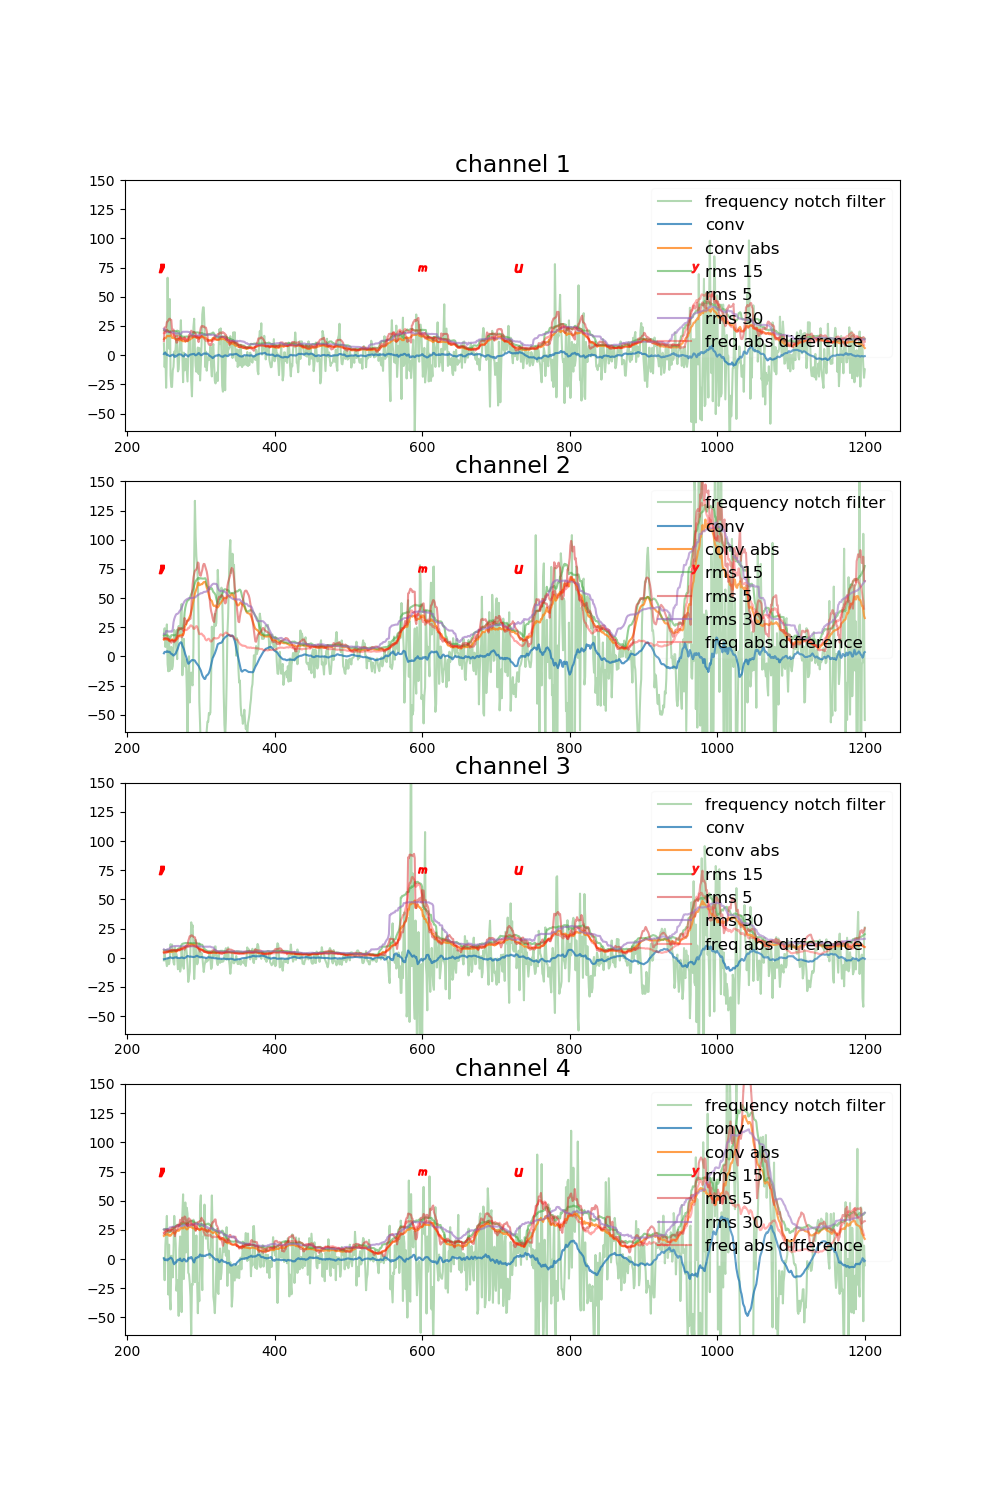 channel 1
150
125
100
75
50
25
0
−25
−50
, m u y
frequency notch filter
conv
conv abs
rms 15
rms 5
rms 30
freq abs difference
200 400 600 800 1000 1200
channel 2
150
125
100
75
50
25
0
−25
−50
, m u y
frequency notch filter
conv
conv abs
rms 15
rms 5
rms 30
freq abs difference
200 400 600 800 1000 1200
channel 3
150
125
100
75
50
25
0
−25
−50
, m u y
frequency notch filter
conv
conv abs
rms 15
rms 5
rms 30
freq abs difference
200 400 600 800 1000 1200
channel 4
150
125
100
75
50
25
0
−25
−50
, m u y
frequency notch filter
conv
conv abs
rms 15
rms 5
rms 30
freq abs difference
200 400 600 800 1000 1200